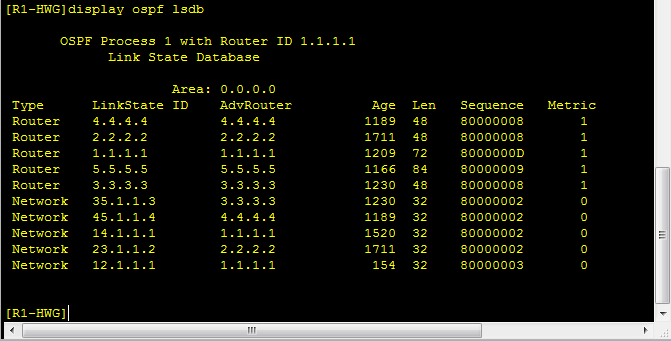 [R1-HWG]display ospf lsdb
OSPF Process 1 with Router ID 1.1.1.1
Link State Database
Area: 0.0.0.0
Type LinkState ID AdvRouter Age Len Sequence Metric
Router 4.4.4.4 4.4.4.4 1189 48 80000008 1
Router 2.2.2.2 2.2.2.2 1711 48 80000008 1
Router 1.1.1.1 1.1.1.1 1209 72 8000000D 1
Router 5.5.5.5 5.5.5.5 1166 84 80000009 1
Router 3.3.3.3 3.3.3.3 1230 48 80000008 1
Network 35.1.1.3 3.3.3.3 1230 32 80000002 0
Network 45.1.1.4 4.4.4.4 1189 32 80000002 0
Network 14.1.1.1 1.1.1.1 1520 32 80000002 0
Network 23.1.1.2 2.2.2.2 1711 32 80000002 0
Network 12.1.1.1 1.1.1.1 154 32 80000003 0
[R1-HWG]